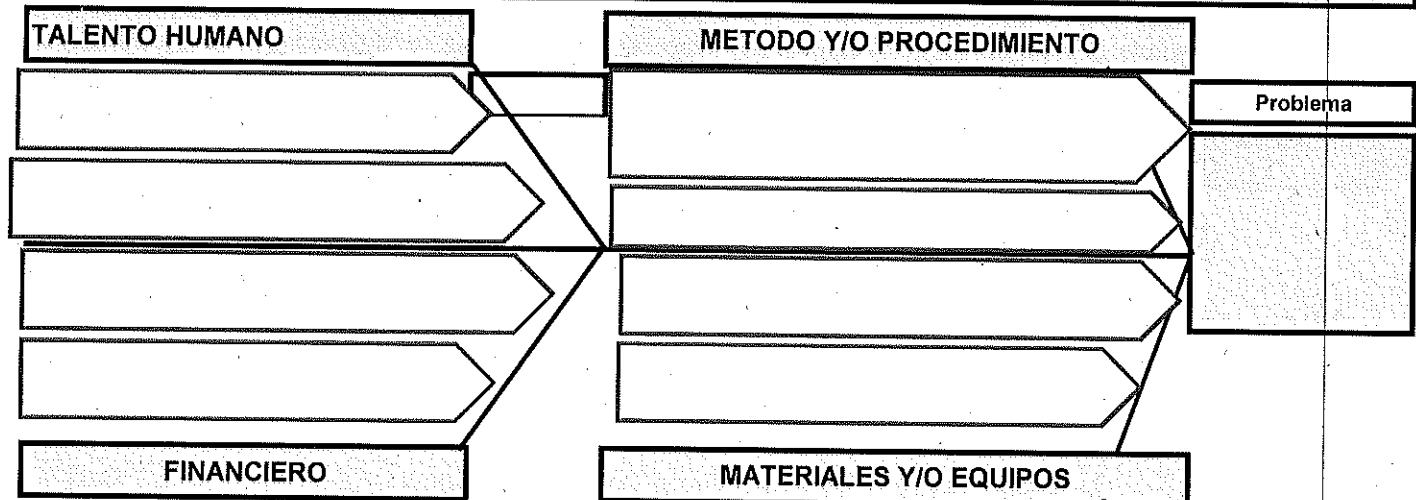 TALENTO HUMANO
METODO Y/O PROCEDIMIENTO
Problema
FINANCIERO
MATERIALES Y/O EQUIPOS